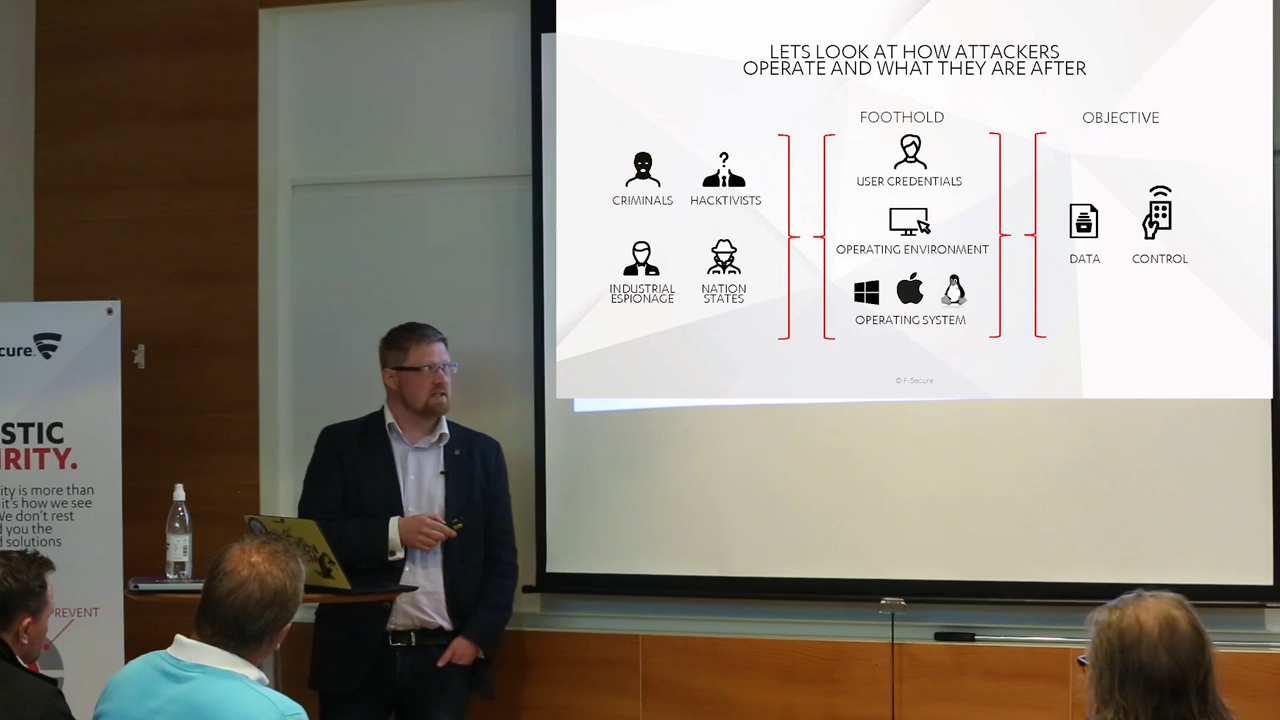 LETS LOOK AT HOW ATTACKERS
OPERATE AND WHAT THEY ARE AFTER
FOOTHOLD
OBJECTIVE
CRIMINALS
HACKTIVISTS
INDUSTRIAL
ESPIONAGE
NATION
STATES
USER CREDENTIALS
OPERATING ENVIRONMENT
OPERATING SYSTEM
DATA
CONTROL
© F-Secure
cure.
STIC
RITY.
ity is more than
it's how we see
We don't rest
d you the
d solutions
REVENT